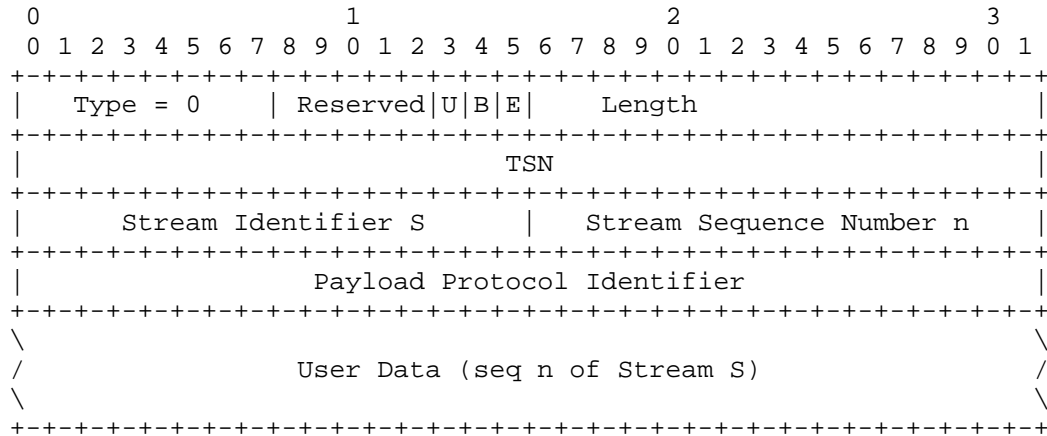 0                   1                   2                   3
 0 1 2 3 4 5 6 7 8 9 0 1 2 3 4 5 6 7 8 9 0 1 2 3 4 5 6 7 8 9 0 1
+-+-+-+-+-+-+-+-+-+-+-+-+-+-+-+-+-+-+-+-+-+-+-+-+-+-+-+-+-+-+-+-+
|   Type = 0    | Reserved|U|B|E|    Length                     |
+-+-+-+-+-+-+-+-+-+-+-+-+-+-+-+-+-+-+-+-+-+-+-+-+-+-+-+-+-+-+-+-+
|                              TSN                              |
+-+-+-+-+-+-+-+-+-+-+-+-+-+-+-+-+-+-+-+-+-+-+-+-+-+-+-+-+-+-+-+-+
|      Stream Identifier S      |   Stream Sequence Number n    |
+-+-+-+-+-+-+-+-+-+-+-+-+-+-+-+-+-+-+-+-+-+-+-+-+-+-+-+-+-+-+-+-+
|                  Payload Protocol Identifier                  |
+-+-+-+-+-+-+-+-+-+-+-+-+-+-+-+-+-+-+-+-+-+-+-+-+-+-+-+-+-+-+-+-+
\                                                               \
/                 User Data (seq n of Stream S)                 /
\                                                               \
+-+-+-+-+-+-+-+-+-+-+-+-+-+-+-+-+-+-+-+-+-+-+-+-+-+-+-+-+-+-+-+-+